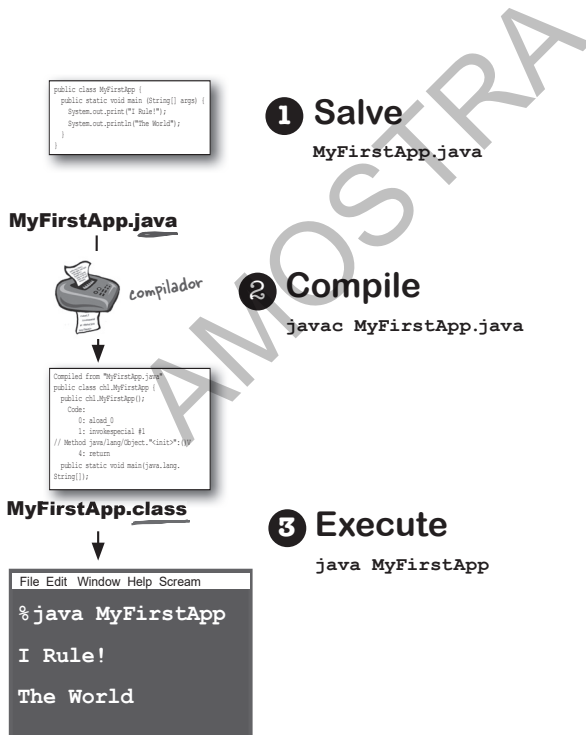 public class MyFirstApp {
public static void main (String[] args) {
System.out.print("I Rule!");
System.out.println("The World");
}
}
1 Salve
MyFirstApp.java
MyFirstApp.java
compilador
2 Compile
javac MyFirstApp.java
Compiled from "MyFirstApp.java"
public class ch1.MyFirstApp {
public ch1.MyFirstApp();
Code:
0: aload_0
1: invokespecial #1
// Method java/lang/Object."<init>":()V
4: return
public static void main(java.lang.
String[]);
MyFirstApp.class
3 Execute
java MyFirstApp
File Edit Window Help Scream
%java MyFirstApp
I Rule!
The World
AMOSTRA